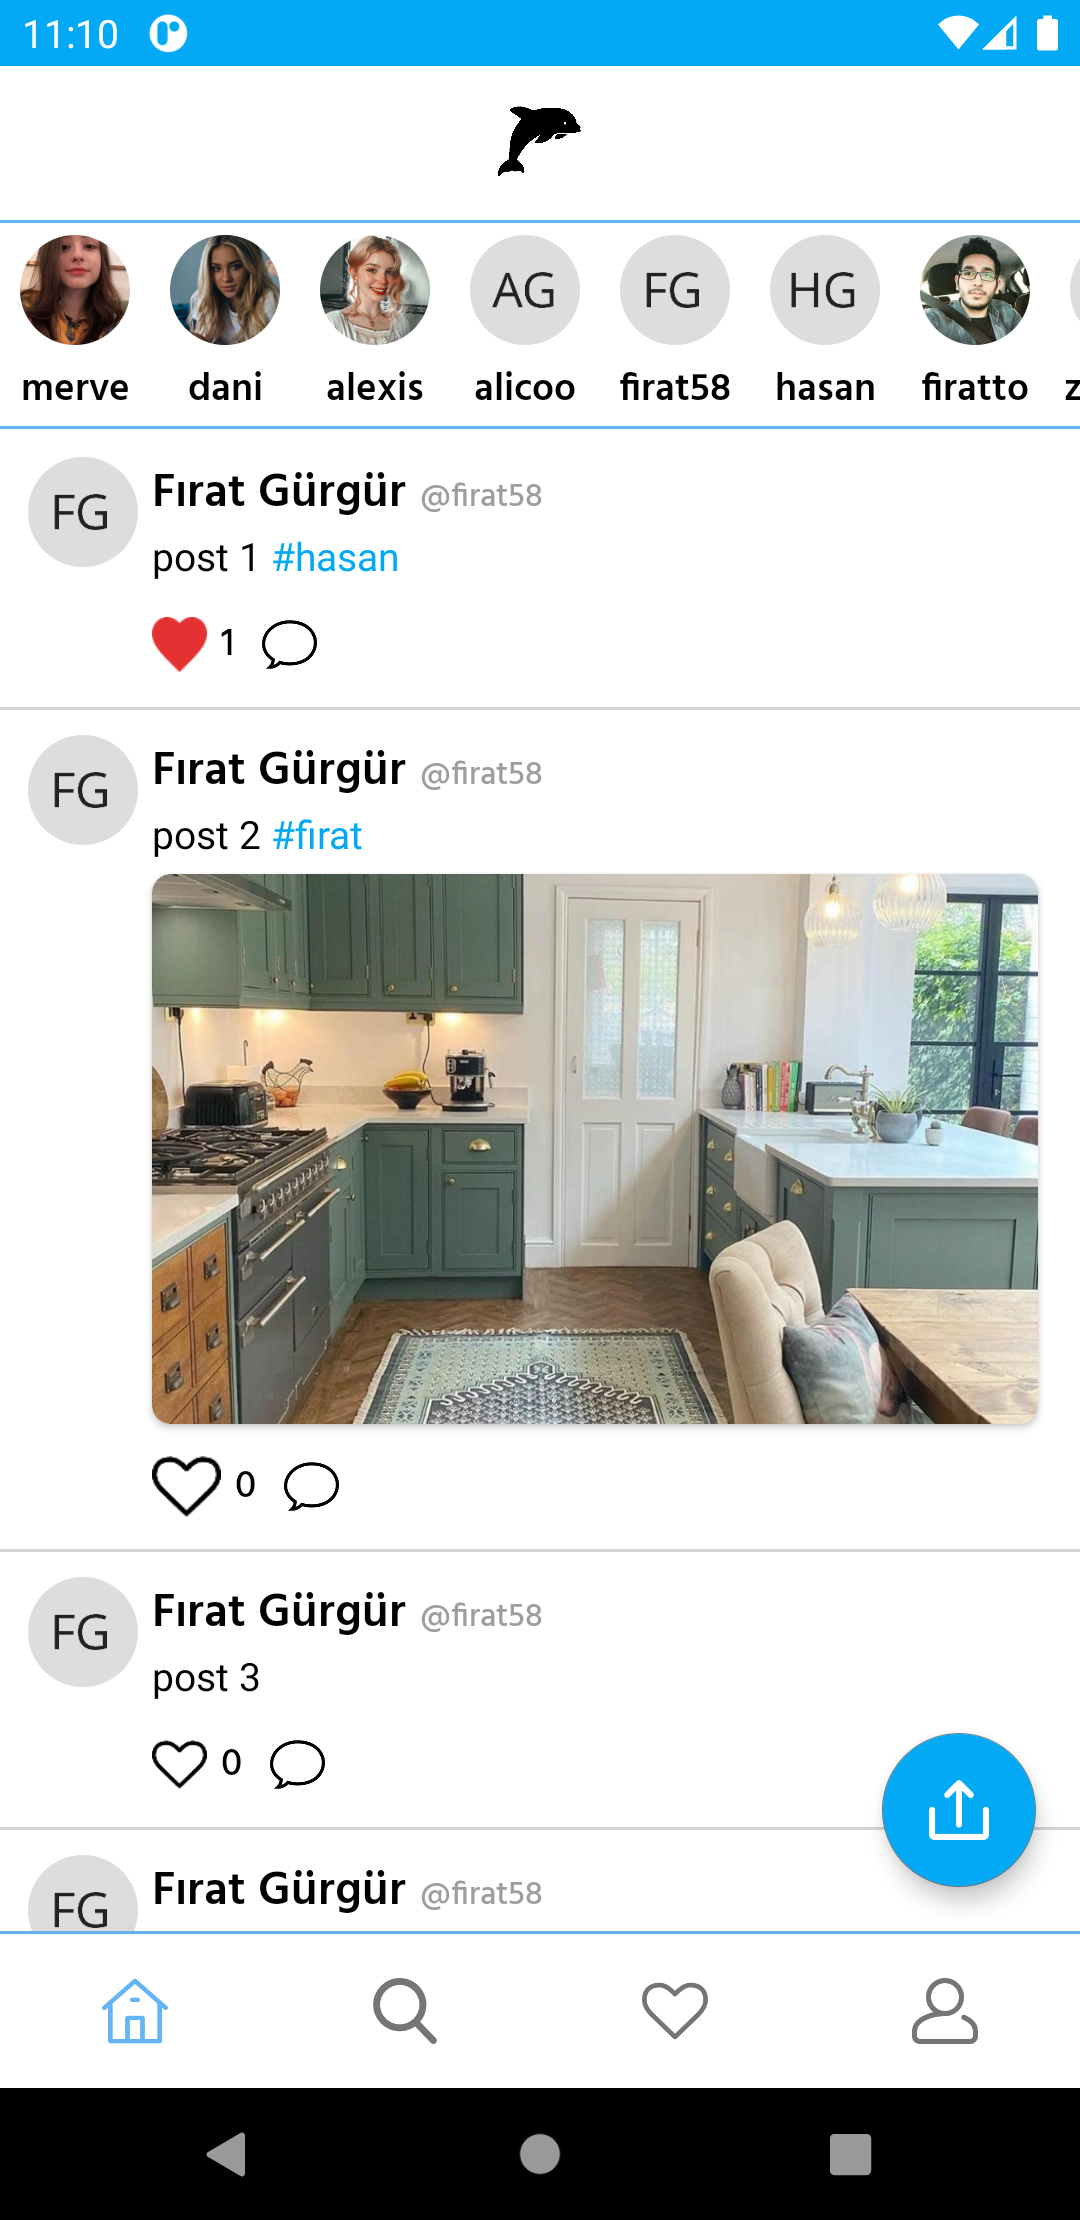 11:10
AG FG HG
merve dani alexis alicoo firat58 hasan firatto z
FG Fırat Gürgür @firat58
post 1 #hasan
1
FG Fırat Gürgür @firat58
post 2 #fırat
0
FG Fırat Gürgür @firat58
post 3
0
FG Fırat Gürgür @firat58